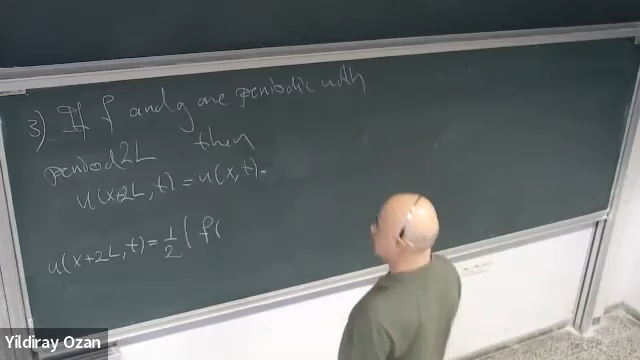 3) If f and g are periodic with
period 2L then
u(x+2L,t) = u(x,t).
u(x+2L,t) = 1/2 ( f(
Yildiray Ozan